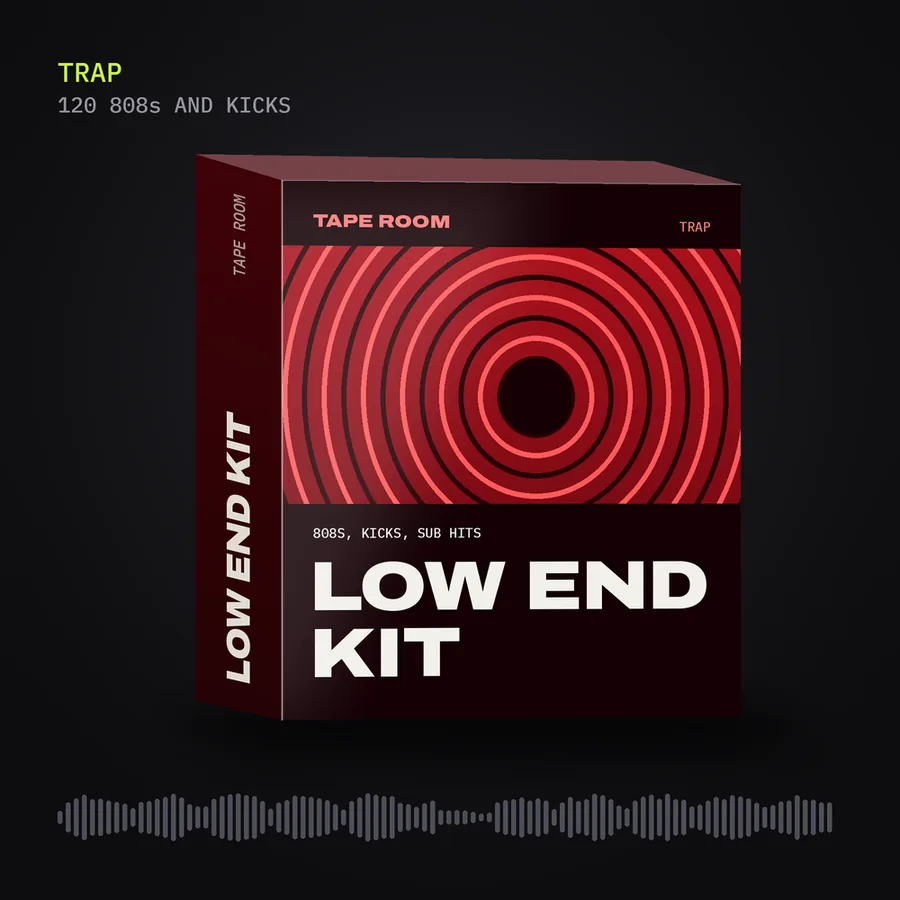 TRAP
120 808s AND KICKS
TAPE ROOM
LOW END KIT
TAPE ROOM
TRAP
808S, KICKS, SUB HITS
LOW END
KIT